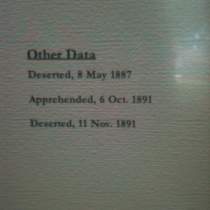 Other Data
Deserted, 8 May 1887
Apprehended, 6 Oct. 1891
Deserted, 11 Nov. 1891